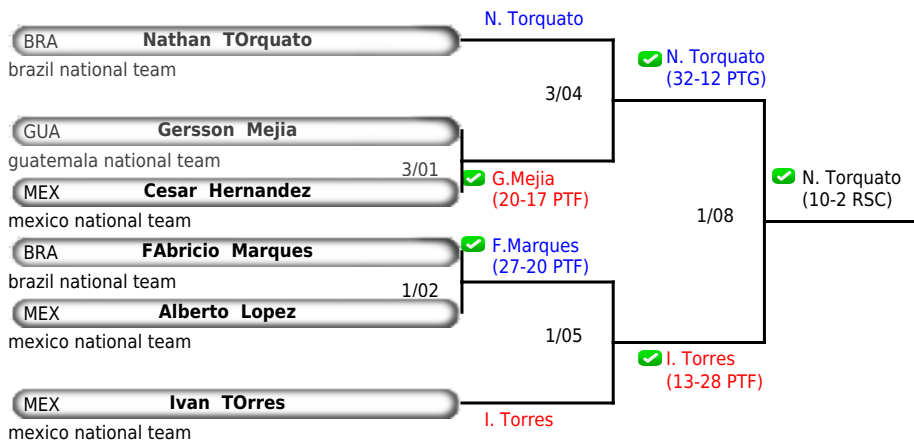 N. Torquato
BRA Nathan TOrquato
brazil national team
N. Torquato
(32-12 PTG)
3/04
GUA Gersson Mejia
guatemala national team
3/01
G.Mejia
(20-17 PTF)
MEX Cesar Hernandez
mexico national team
N. Torquato
(10-2 RSC)
1/08
BRA FAbricio Marques
brazil national team
F.Marques
(27-20 PTF)
1/02
MEX Alberto Lopez
mexico national team
1/05
I. Torres
(13-28 PTF)
MEX Ivan TOrres
mexico national team
I. Torres